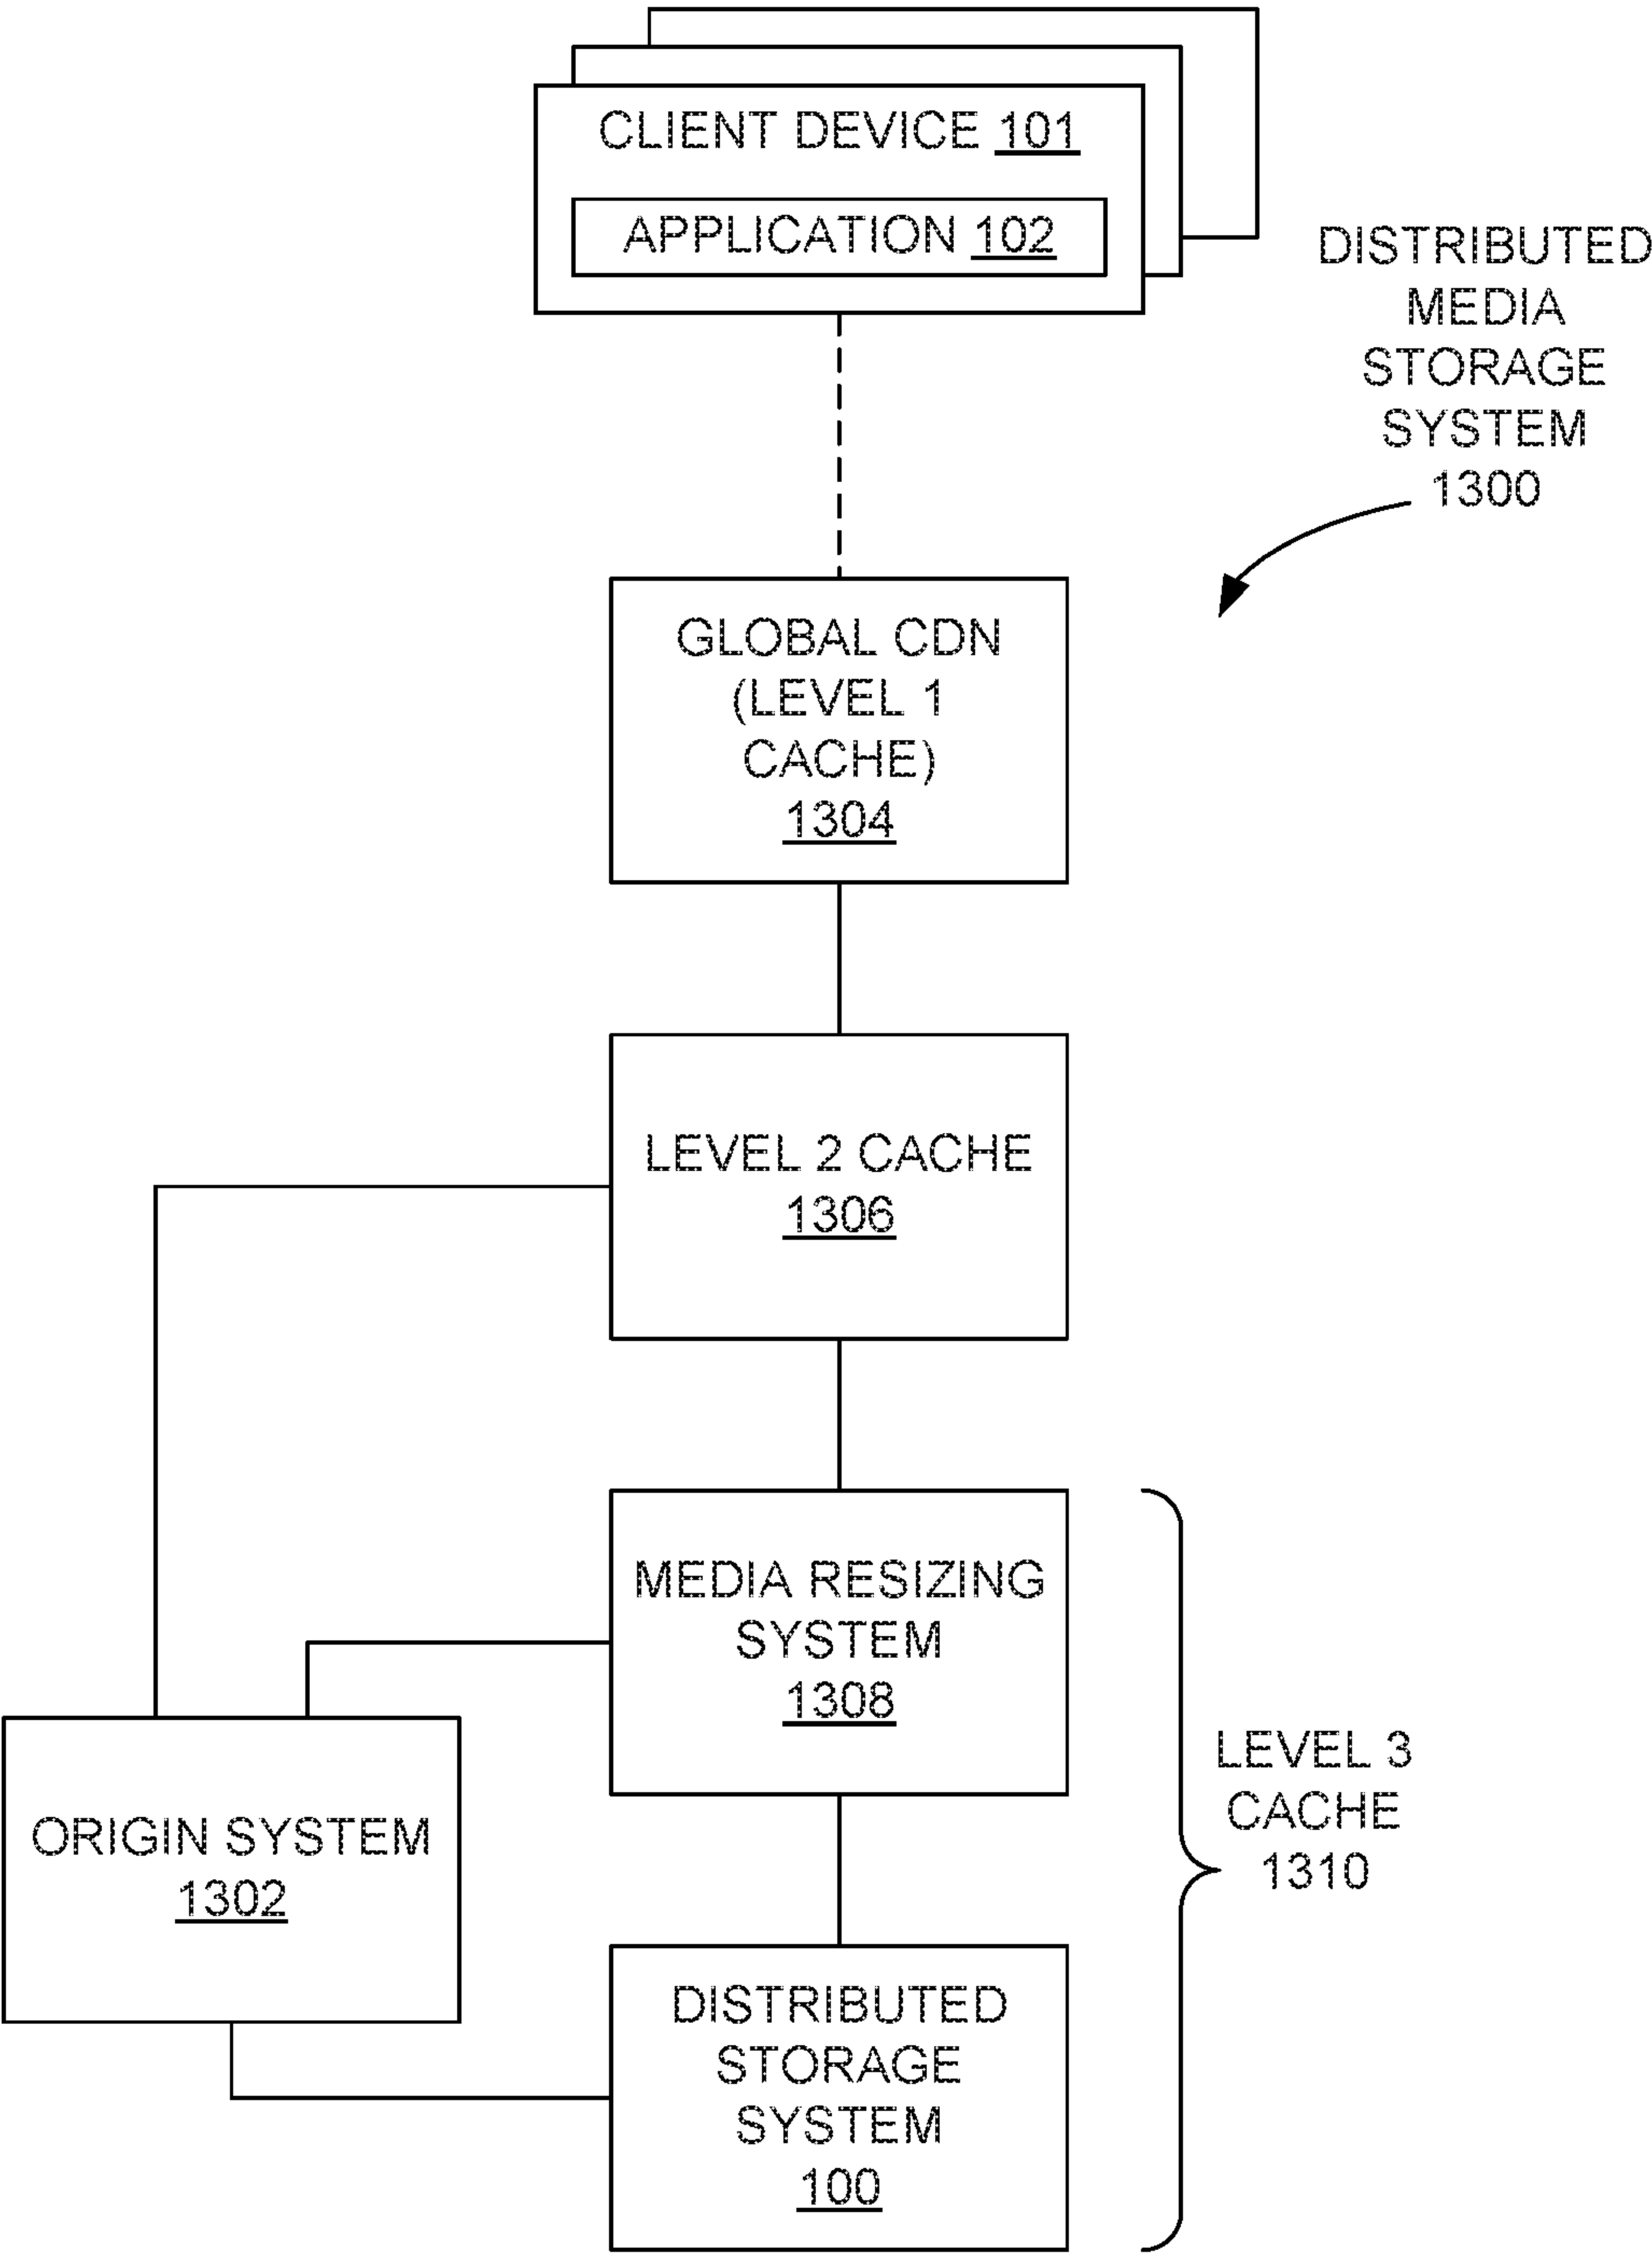 CLIENT DEVICE 101
APPLICATION 102
DISTRIBUTED
MEDIA
STORAGE
SYSTEM
1300
GLOBAL CDN
(LEVEL 1
CACHE)
1304
LEVEL 2 CACHE
1306
MEDIA RESIZING
SYSTEM
1308
LEVEL 3
CACHE
1310
ORIGIN SYSTEM
1302
DISTRIBUTED
STORAGE
SYSTEM
100